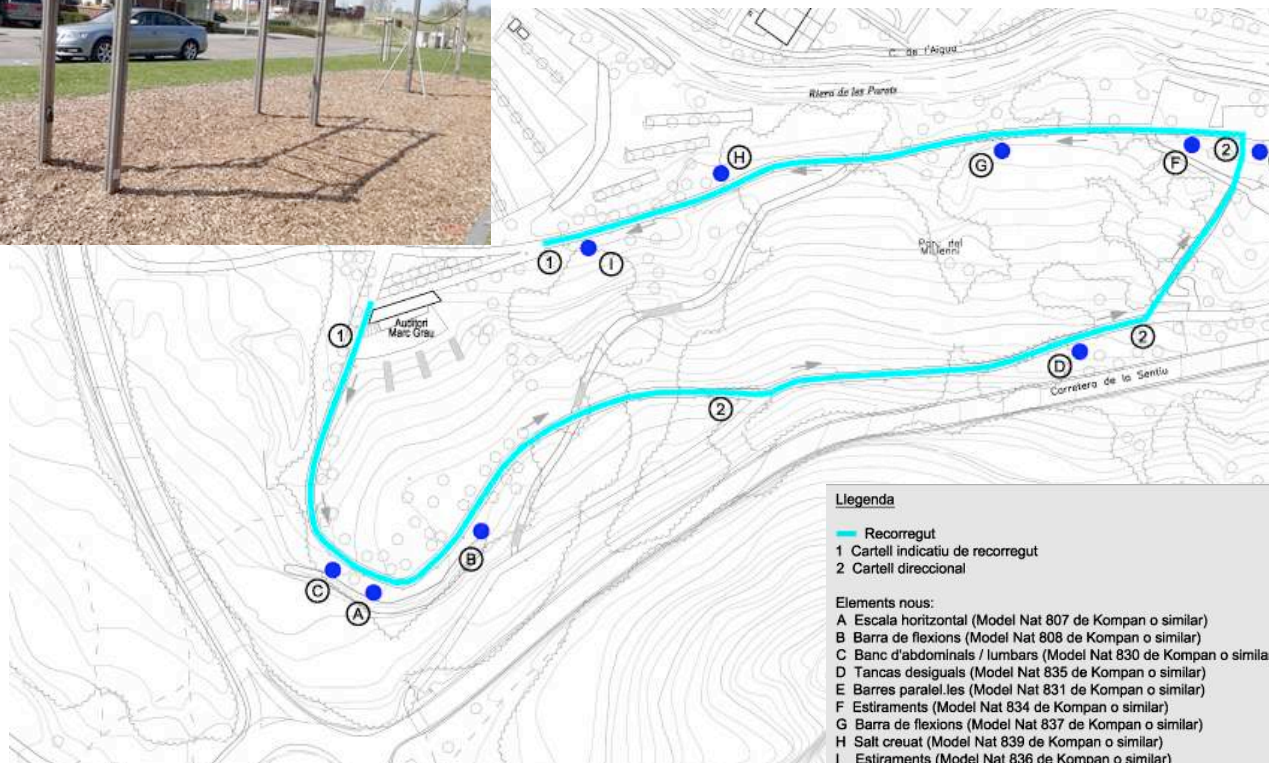 C. de l'Aigua
Riera de les Parets
H
G
F
2
1
I
Parc del
Mil·lenni
1
Auditori
Marc Grau
D
2
Carretera de la Sentiu
2
B
C
A
Llegenda
Recorregut
1 Cartell indicatiu de recorregut
2 Cartell direccional
Elements nous:
A Escala horitzontal (Model Nat 807 de Kompan o similar)
B Barra de flexions (Model Nat 808 de Kompan o similar)
C Banc d'abdominals / lumbars (Model Nat 830 de Kompan o simila
D Tancas desiguals (Model Nat 835 de Kompan o similar)
E Barres paralel.les (Model Nat 831 de Kompan o similar)
F Estiraments (Model Nat 834 de Kompan o similar)
G Barra de flexions (Model Nat 837 de Kompan o similar)
H Salt creuat (Model Nat 839 de Kompan o similar)
I Estiraments (Model Nat 836 de Kompan o similar)